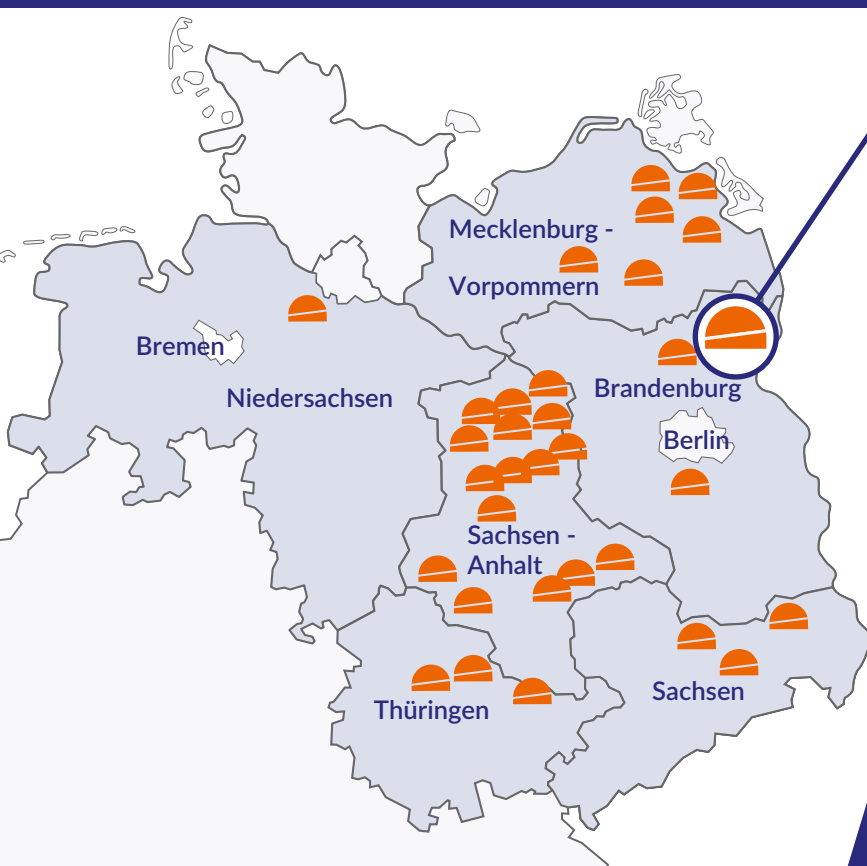 Mecklenburg -
Vorpommern
Bremen
Niedersachsen
Brandenburg
Berlin
Sachsen -
Anhalt
Thüringen
Sachsen